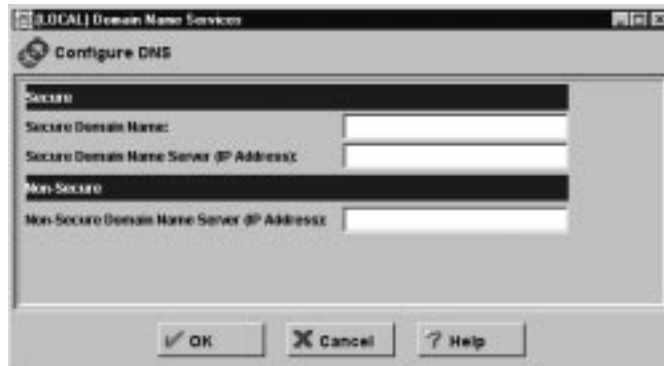 (LOCAL) Domain Name Services
Configure DNS
Secure
Secure Domain Name:
Secure Domain Name Server (IP Address):
Non-Secure
Non-Secure Domain Name Server (IP Address):
OK
Cancel
Help